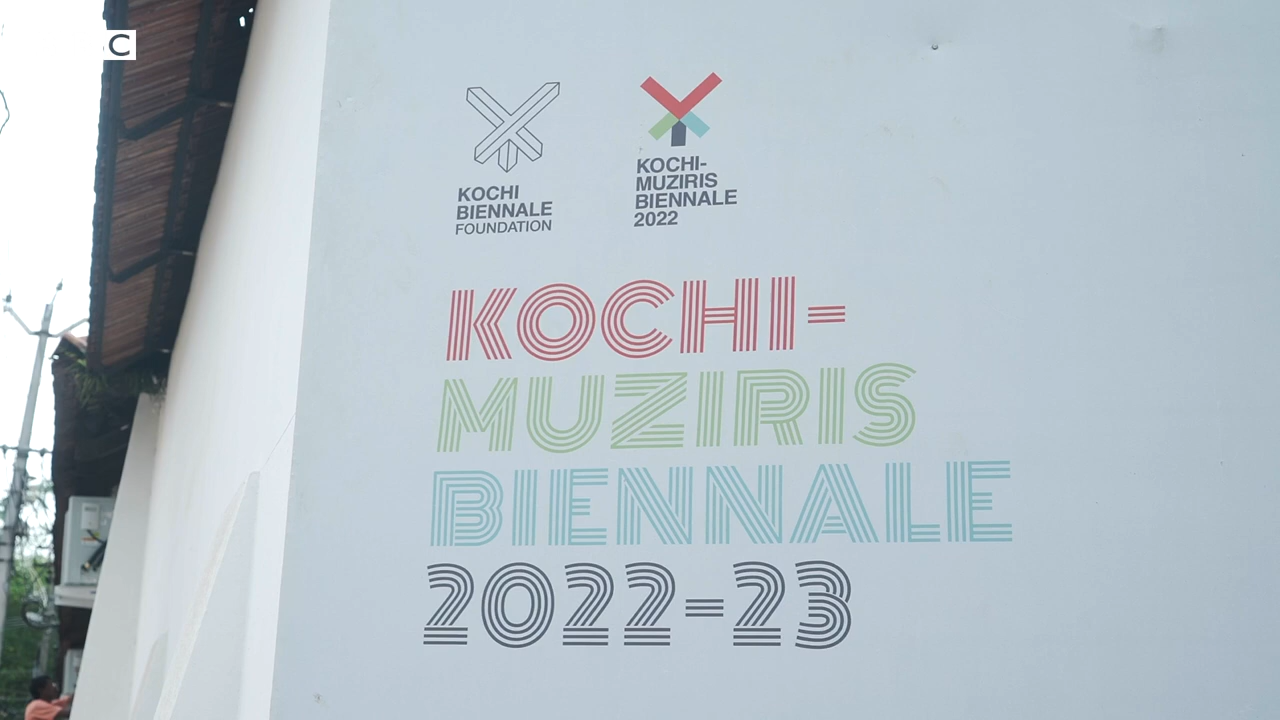 C
KOCHI
BIENNALE
FOUNDATION
KOCHI-
MUZIRIS
BIENNALE
2022
KOCHI-
MUZIRIS
BIENNALE
2022-23